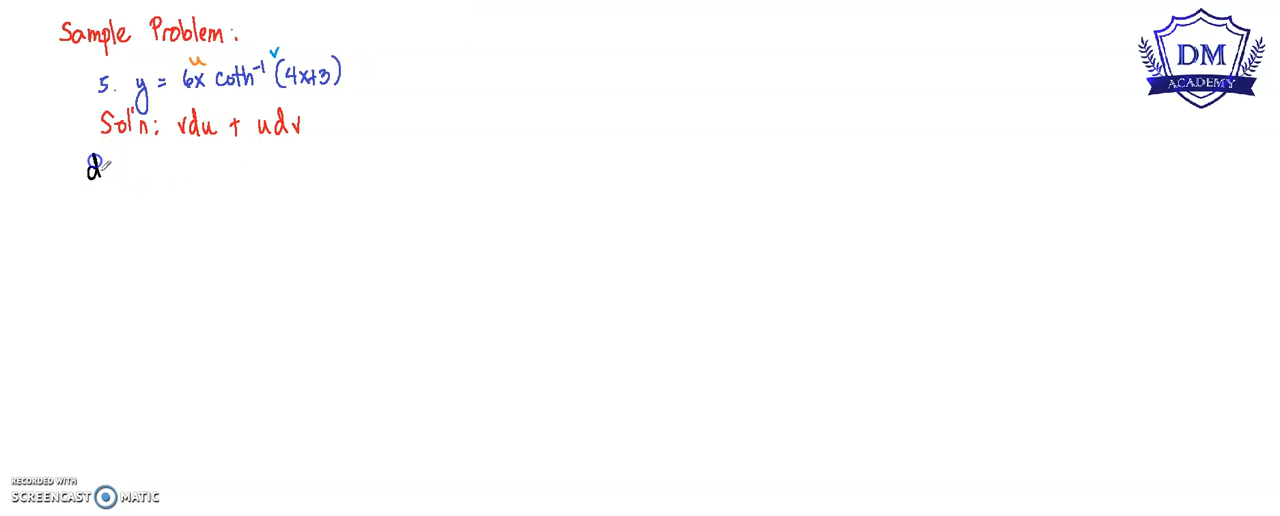 Sample Problem:
u v
5. y = 6x coth⁻¹ (4x+3)
Sol'n: vdu + udv
d
DM
ACADEMY
RECORDED WITH
SCREENCAST MATIC